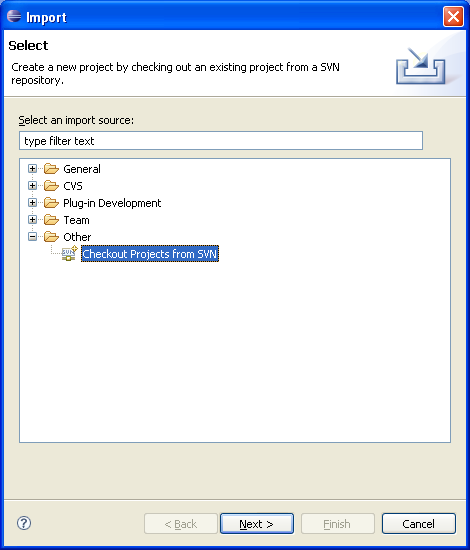 Import
Select
Create a new project by checking out an existing project from a SVN
repository.
Select an import source:
type filter text
General
CVS
Plug-in Development
Team
Other
SVN
Checkout Projects from SVN
?
< Back
Next >
Finish
Cancel